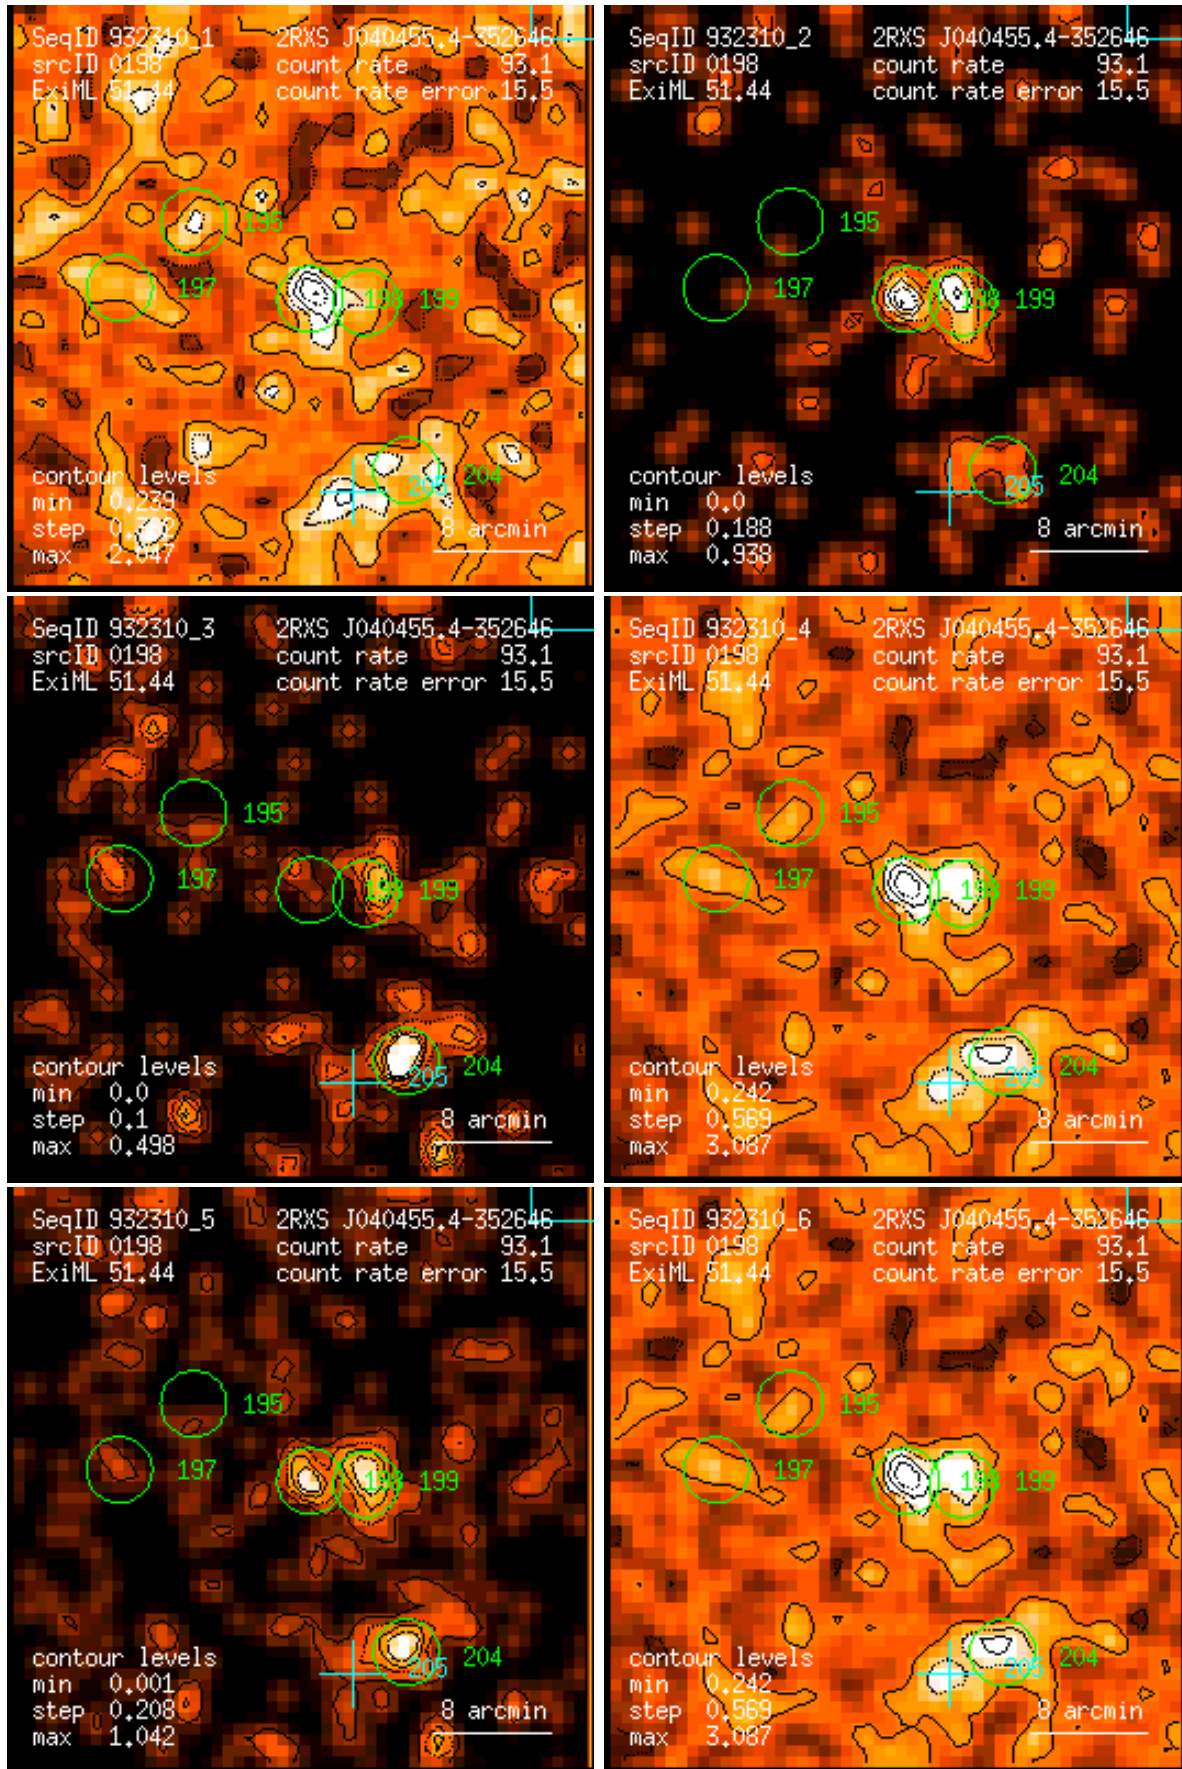 SeqID 932310_1 2RXS J040455.4-352646
srcID 0198 count rate 93.1
ExiML 51.44 count rate error 15.5
195
197 198 199
contour levels
min 0.239
step
204
205
max 2.047
8 arcmin
SeqID 932310_2 2RXS J040455.4-352646
srcID 0198 count rate 93.1
ExiML 51.44 count rate error 15.5
195
197 198 199
contour levels 204
min 0.0 205
step 0.188 8 arcmin
max 0.938
SeqID 932310_3 2RXS J040455.4-352646
srcID 0198 count rate 93.1
ExiML 51.44 count rate error 15.5
195
197 198 199
contour levels 204
min 0.0 205
step 0.1 8 arcmin
max 0.498
SeqID 932310_4 2RXS J040455.4-352646
srcID 0198 count rate 93.1
ExiML 51.44 count rate error 15.5
195
197 198 199
contour levels 204
min 0.242 205
step 0.569 8 arcmin
max 3.087
SeqID 932310_5 2RXS J040455.4-352646
srcID 0198 count rate 93.1
ExiML 51.44 count rate error 15.5
195
197 198 199
contour levels 204
min 0.001 205
step 0.208 8 arcmin
max 1.042
SeqID 932310_6 2RXS J040455.4-352646
srcID 0198 count rate 93.1
ExiML 51.44 count rate error 15.5
195
197 198 199
contour levels 204
min 0.242 205
step 0.569 8 arcmin
max 3.087